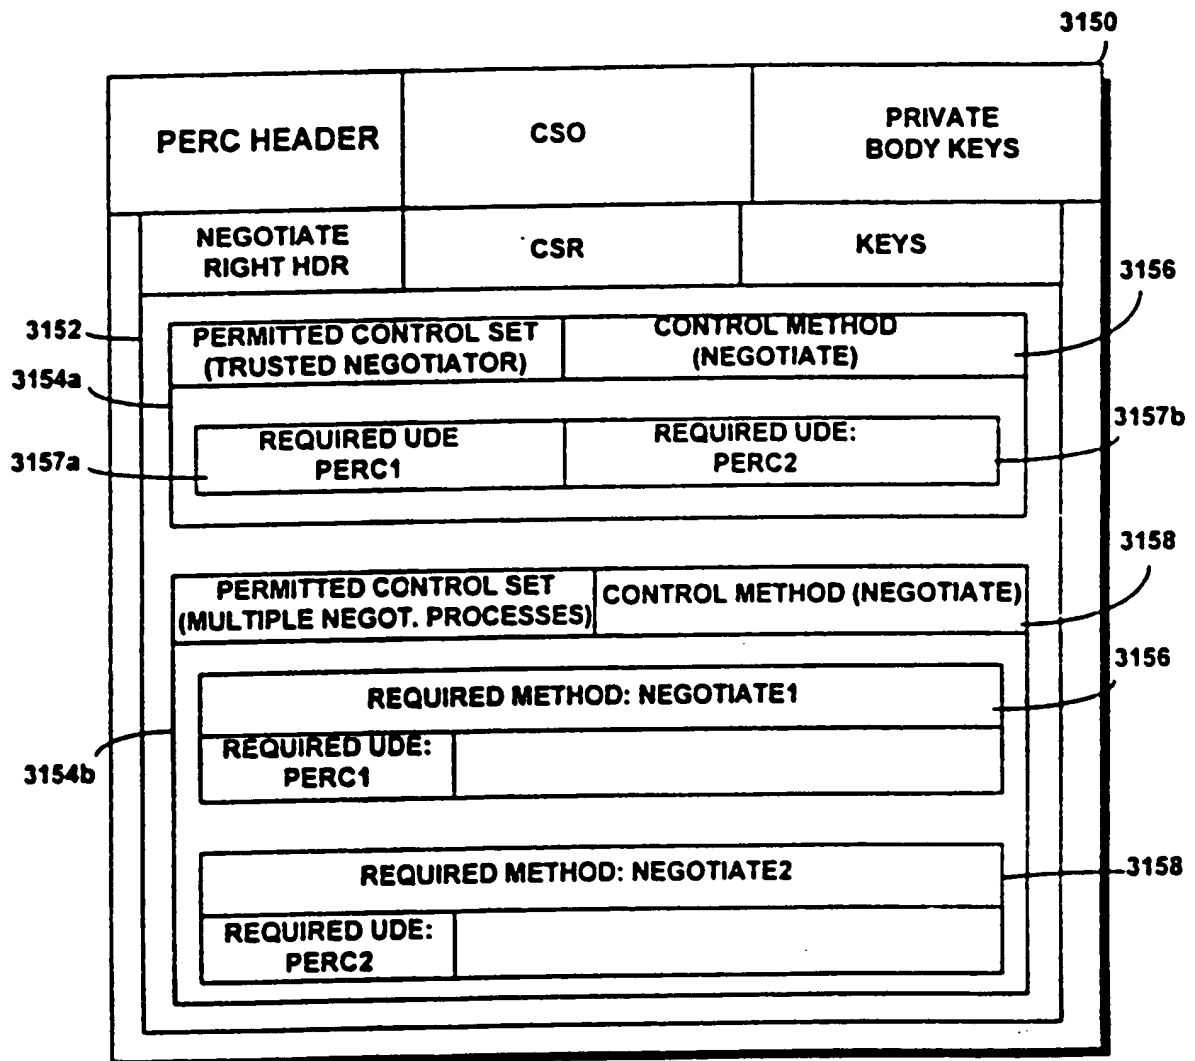 3150
PERC HEADER
CSO
PRIVATE
BODY KEYS
NEGOTIATE
RIGHT HDR
CSR
KEYS
3156
3152
PERMITTED CONTROL SET
(TRUSTED NEGOTIATOR)
CONTROL METHOD
(NEGOTIATE)
3154a
3157a
REQUIRED UDE
PERC1
REQUIRED UDE:
PERC2
3157b
3158
PERMITTED CONTROL SET
(MULTIPLE NEGOT. PROCESSES)
CONTROL METHOD (NEGOTIATE)
3156
REQUIRED METHOD: NEGOTIATE1
REQUIRED UDE:
PERC1
3154b
REQUIRED METHOD: NEGOTIATE2
3158
REQUIRED UDE:
PERC2